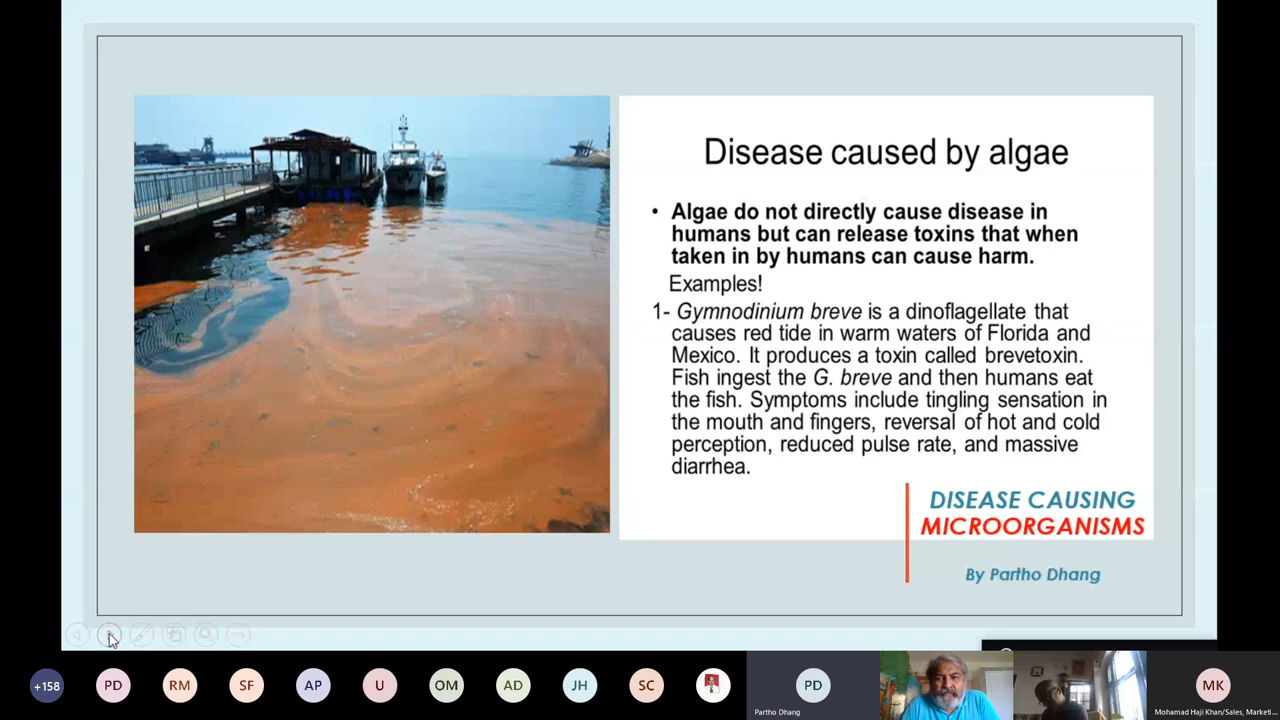 Disease caused by algae
• Algae do not directly cause disease in
humans but can release toxins that when
taken in by humans can cause harm.
Examples!
1- Gymnodinium breve is a dinoflagellate that
causes red tide in warm waters of Florida and
Mexico. It produces a toxin called brevetoxin.
Fish ingest the G. breve and then humans eat
the fish. Symptoms include tingling sensation in
the mouth and fingers, reversal of hot and cold
perception, reduced pulse rate, and massive
diarrhea.
DISEASE CAUSING
MICROORGANISMS
By Partho Dhang
+158
PD
RM
SF
AP
U
OM
AD
JH
SC
PD
MK
Partho Dhang
Mohamad Haji Khan/Sales, Marketi...